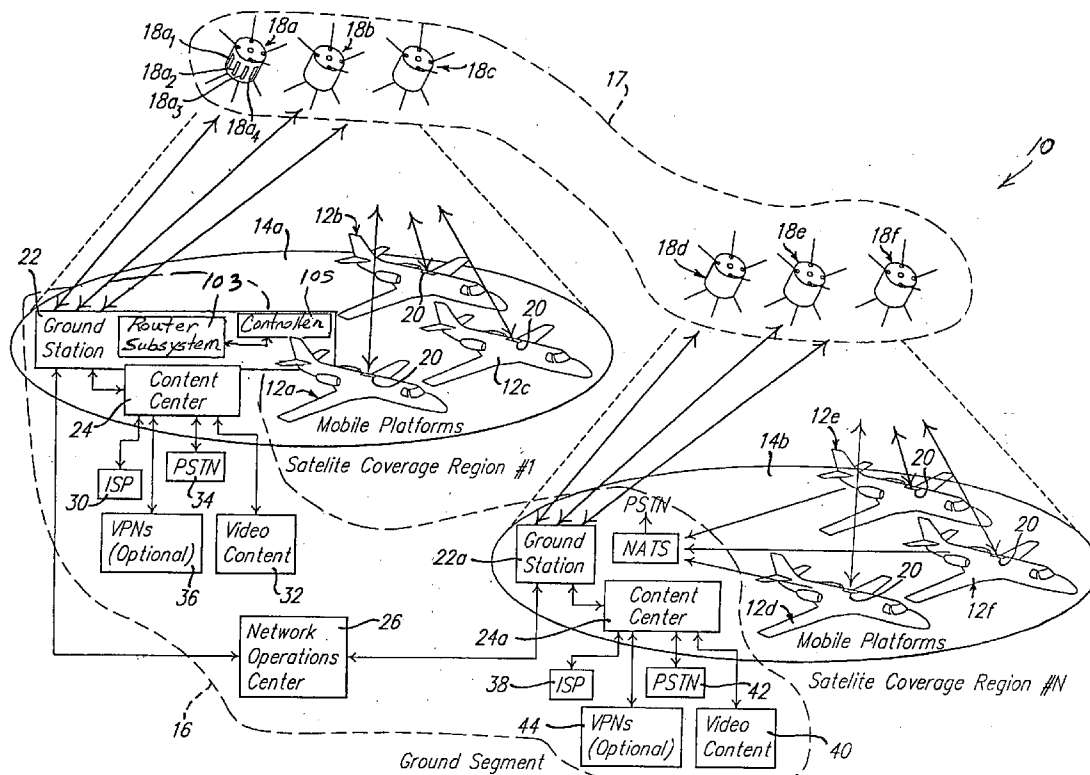 18a
18b
18a1
18c
18a2
18a3
18a4
17
10
14a
12b
22
103
105
18d
18e
18f
Ground
Station
Router
Subsystem
Controller
20
20
Content
Center
24
12a
20
12c
Mobile Platforms
12e
14b
Satelite Coverage Region #1
30
ISP
PSTN
34
PSTN
20
20
VPNs
(Optional)
Video
Content
22a
Ground
Station
NATS
36
32
20
12d
12f
26
Content
Center
24a
Mobile Platforms
Network
Operations
Center
38
ISP
PSTN
42
Satelite Coverage Region #N
16
44
VPNs
(Optional)
Video
Content
40
Ground Segment